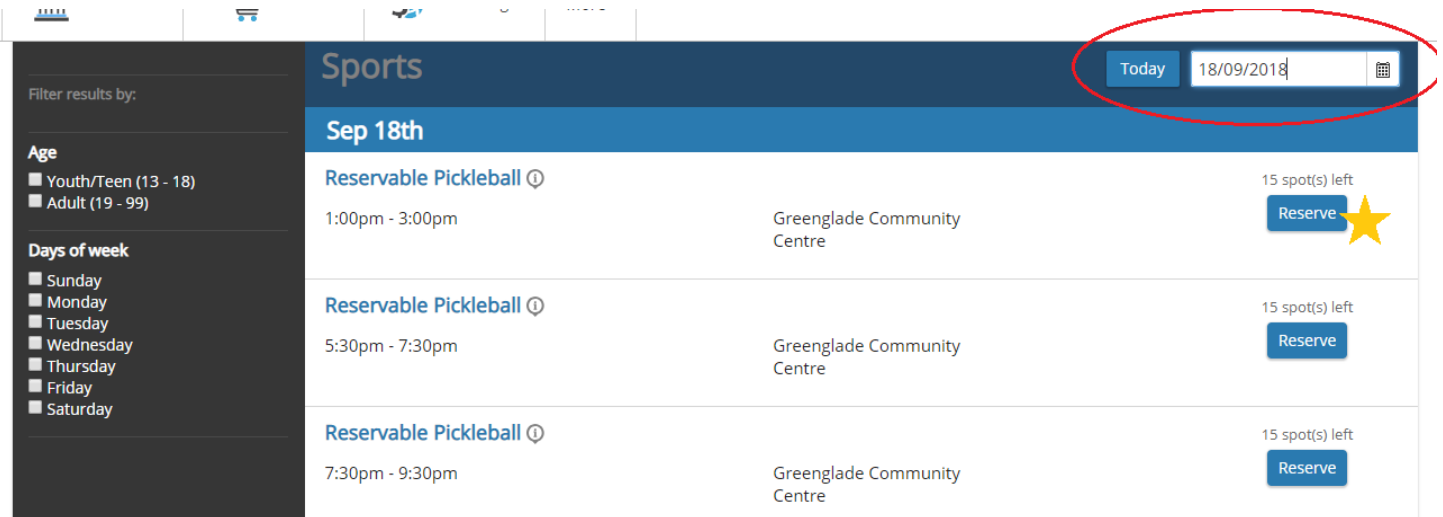 Sports
Today
18/09/2018
Filter results by:
Sep 18th
Age
Youth/Teen (13 - 18)
Adult (19 - 99)
Days of week
Sunday
Monday
Tuesday
Wednesday
Thursday
Friday
Saturday
Reservable Pickleball
15 spot(s) left
1:00pm - 3:00pm
Greenglade Community
Centre
Reserve
Reservable Pickleball
15 spot(s) left
5:30pm - 7:30pm
Greenglade Community
Centre
Reserve
Reservable Pickleball
15 spot(s) left
7:30pm - 9:30pm
Greenglade Community
Centre
Reserve